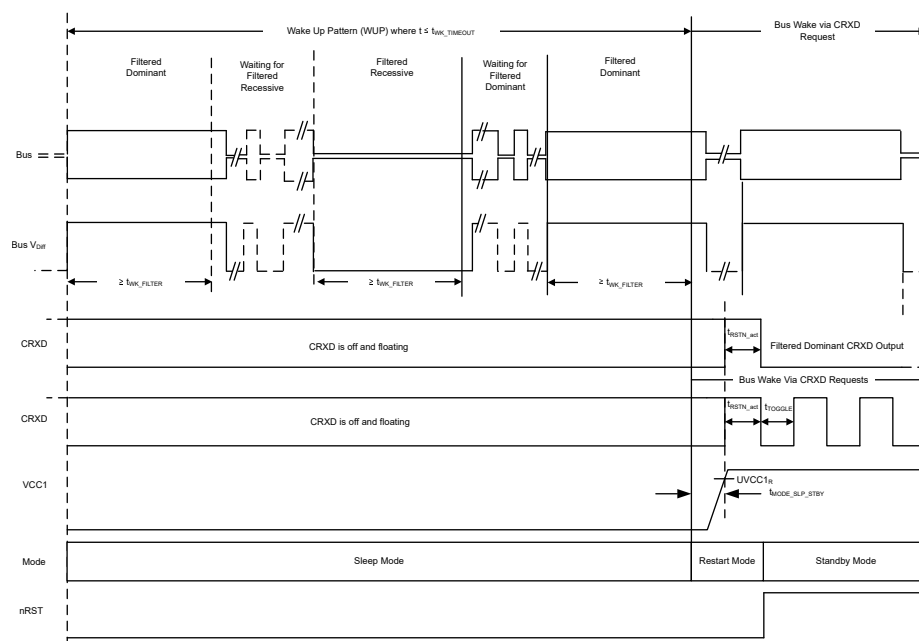 Wake Up Pattern (WUP) where t ≤ tWK_TIMEOUT
Bus Wake via CRXD
Request
Filtered
Dominant
Waiting for
Filtered
Recessive
Filtered
Recessive
Waiting for
Filtered
Dominant
Filtered
Dominant
Bus
Bus VDiff
≥ tWK_FILTER
≥ tWK_FILTER
≥ tWK_FILTER
CRXD
CRXD is off and floating
tRSTN_act
Filtered Dominant CRXD Output
Bus Wake Via CRXD Requests
CRXD
CRXD is off and floating
tRSTN_act
tTOGGLE
VCC1
UVCC1R
tMODE_SLP_STBY
Mode
Sleep Mode
Restart Mode
Standby Mode
nRST